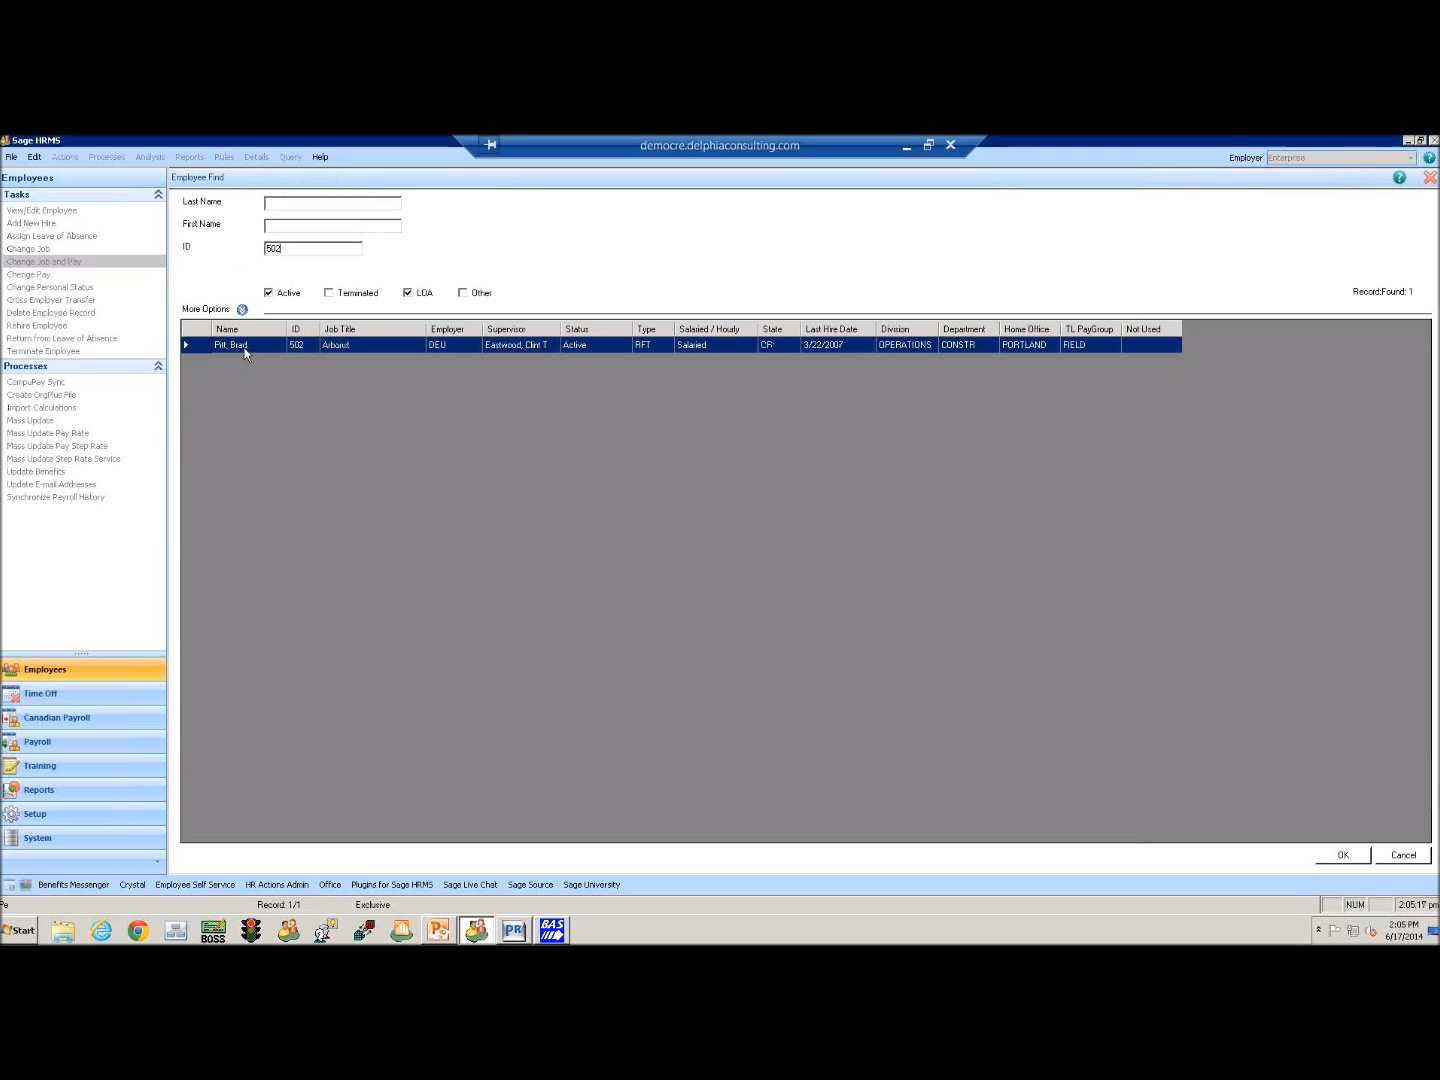 Sage HRMS
democre.delphiaconsulting.com
File Edit Actions Processes Analysis Reports Rules Details Query Help
Employer Enterprise
Employees
Employee Find
Tasks
View/Edit Employee
Add New Hire
Assign Leave of Absence
Change Job
Change Job and Pay
Change Pay
Change Personal Status
Cross Employer Transfer
Delete Employee Record
Rehire Employee
Return from Leave of Absence
Terminate Employee
Processes
CompuPay Sync
Create OrgPlus File
Import Calculations
Mass Update
Mass Update Pay Rate
Mass Update Pay Step Rate
Mass Update Step Rate Service
Update Benefits
Update E-mail Addresses
Synchronize Payroll History
Employees
Time Off
Canadian Payroll
Payroll
Training
Reports
Setup
System
Last Name
First Name
ID 502
Active Terminated LOA Other
Record:Found: 1
More Options
Name ID Job Title Employer Supervisor Status Type Salaried / Hourly State Last Hire Date Division Department Home Office TL PayGroup Not Used
Pitt, Brad 502 Eastwood, Clint T Active RFT Salaried 3/22/2007 OPERATIONS CONSTR PORTLAND FIELD
OK Cancel
Benefits Messenger Crystal Employee Self Service HR Actions Admin Office Plugins for Sage HRMS Sage Live Chat Sage Source Sage University
Pe Record: 1/1 Exclusive NUM 2:05:17 pm
Start
BOSS
PR
BAS
2:05 PM
6/17/2014